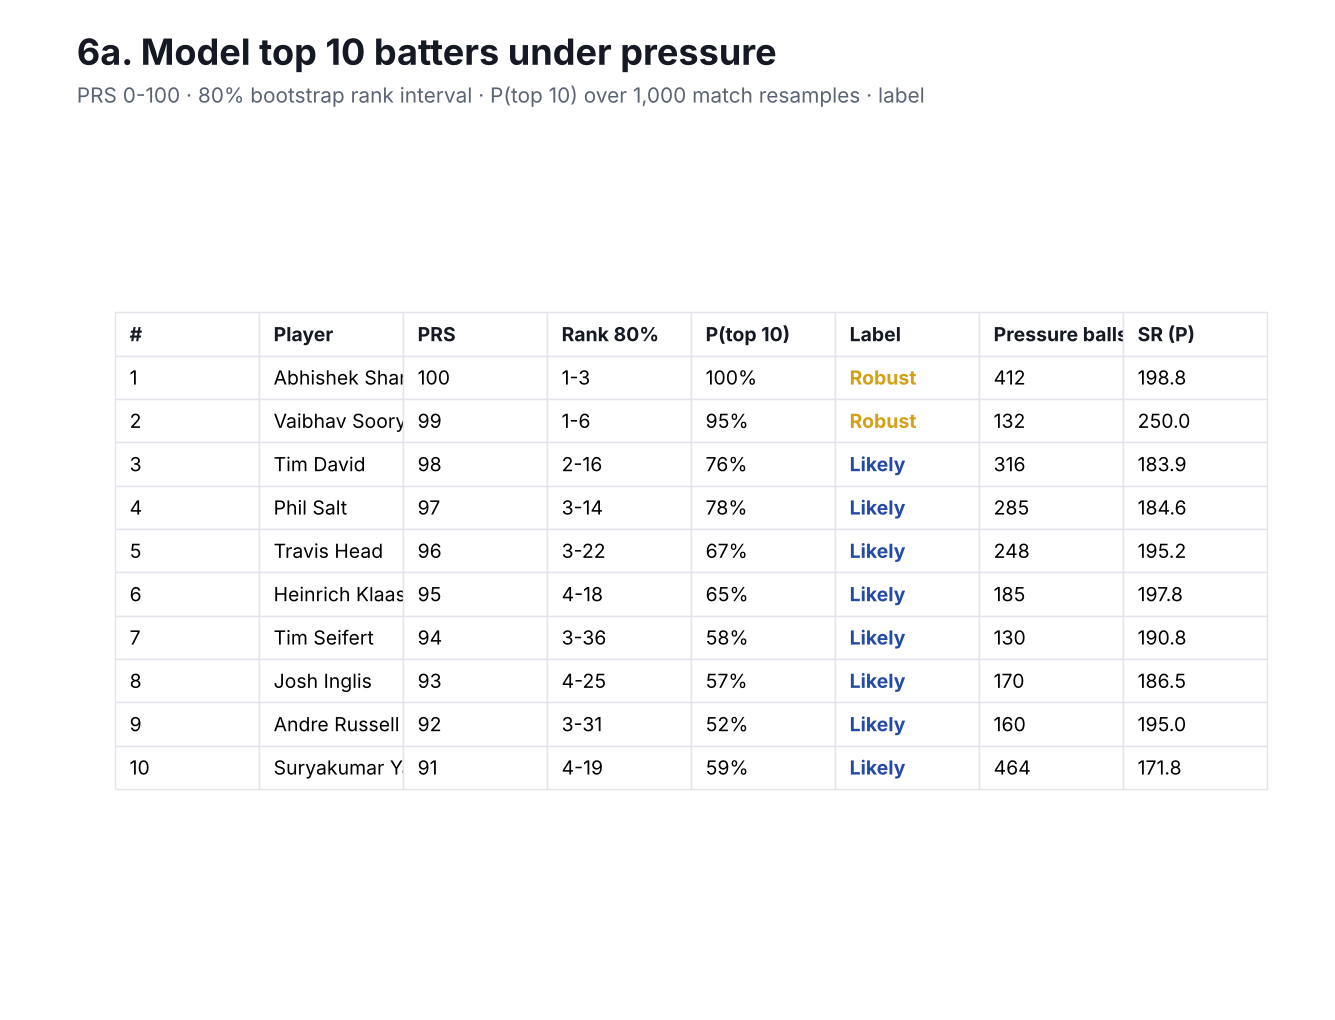 6a. Model top 10 batters under pressure
PRS 0-100 · 80% bootstrap rank interval · P(top 10) over 1,000 match resamples · label
# Player PRS Rank 80% P(top 10) Label Pressure balls SR (P)
1 Abhishek Shar 100 1-3 100% Robust 412 198.8
2 Vaibhav Soory 99 1-6 95% Robust 132 250.0
3 Tim David 98 2-16 76% Likely 316 183.9
4 Phil Salt 97 3-14 78% Likely 285 184.6
5 Travis Head 96 3-22 67% Likely 248 195.2
6 Heinrich Klaas 95 4-18 65% Likely 185 197.8
7 Tim Seifert 94 3-36 58% Likely 130 190.8
8 Josh Inglis 93 4-25 57% Likely 170 186.5
9 Andre Russell 92 3-31 52% Likely 160 195.0
10 Suryakumar Y 91 4-19 59% Likely 464 171.8